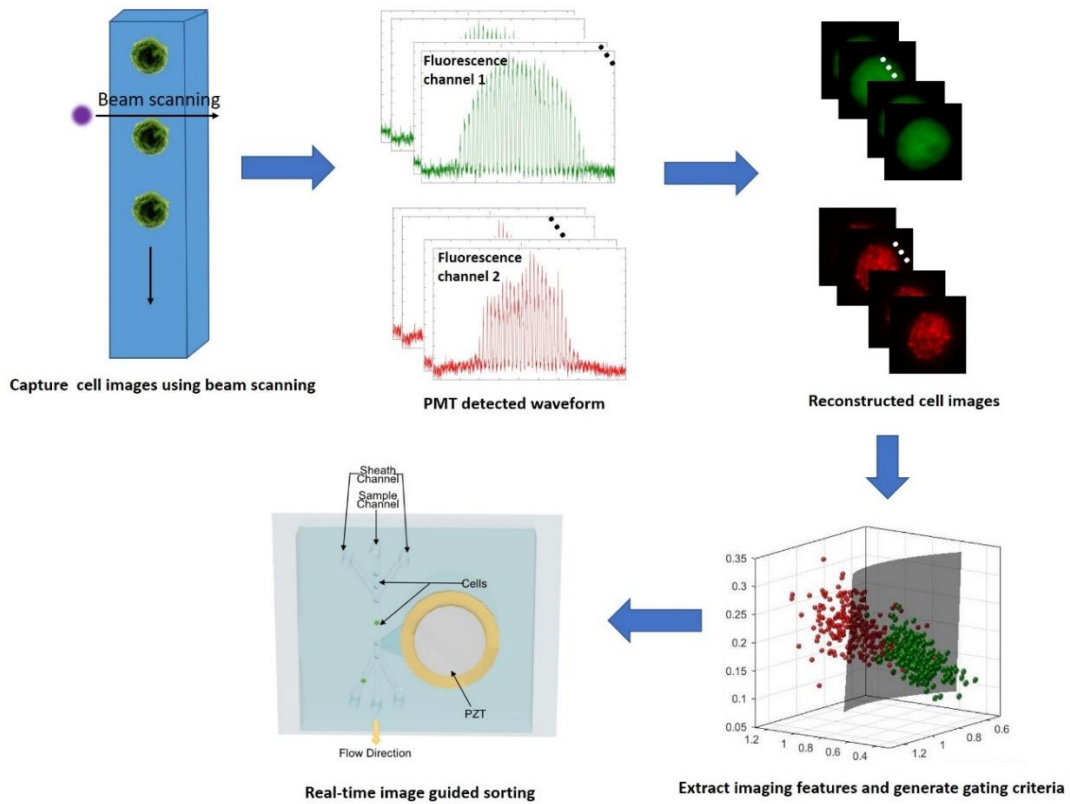 Beam scanning
Capture cell images using beam scanning
Fluorescence
channel 1
Fluorescence
channel 2
PMT detected waveform
Reconstructed cell images
0.35
0.3
0.25
0.2
0.15
0.1
0.05
1.2
1
0.8
0.6
0.4
1.2
1
0.8
0.6
Extract imaging features and generate gating criteria
Sheath
Channel
Sample
Channel
Cells
PZT
Flow Direction
Real-time image guided sorting